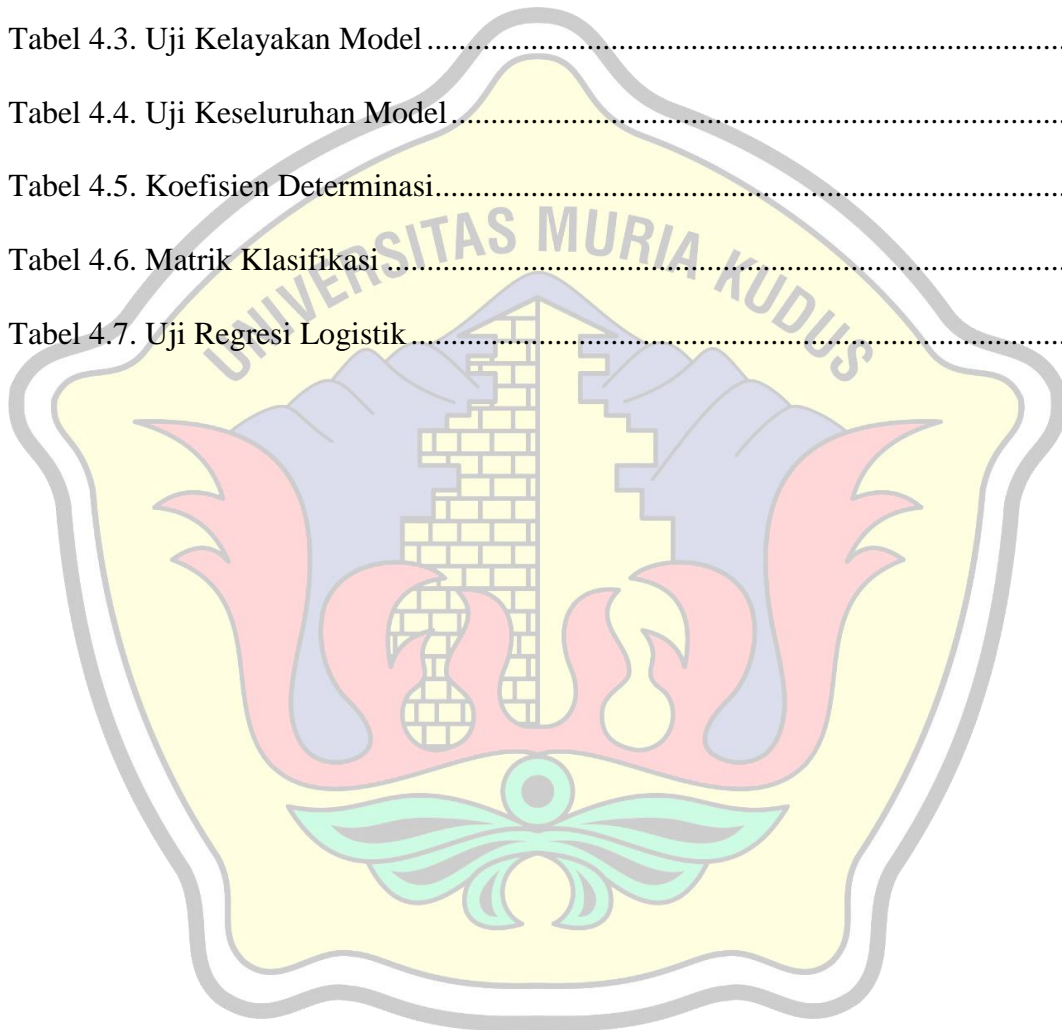 Tabel 4.3. Uji Kelayakan Model ....................................................................................
Tabel 4.4. Uji Keseluruhan Model.................................................................................
Tabel 4.5. Koefisien Determinasi...................................................................................
UNIVERSITAS MURIA KUDUS
Tabel 4.6. Matrik Klasifikasi .........................................................................................
Tabel 4.7. Uji Regresi Logistik ......................................................................................